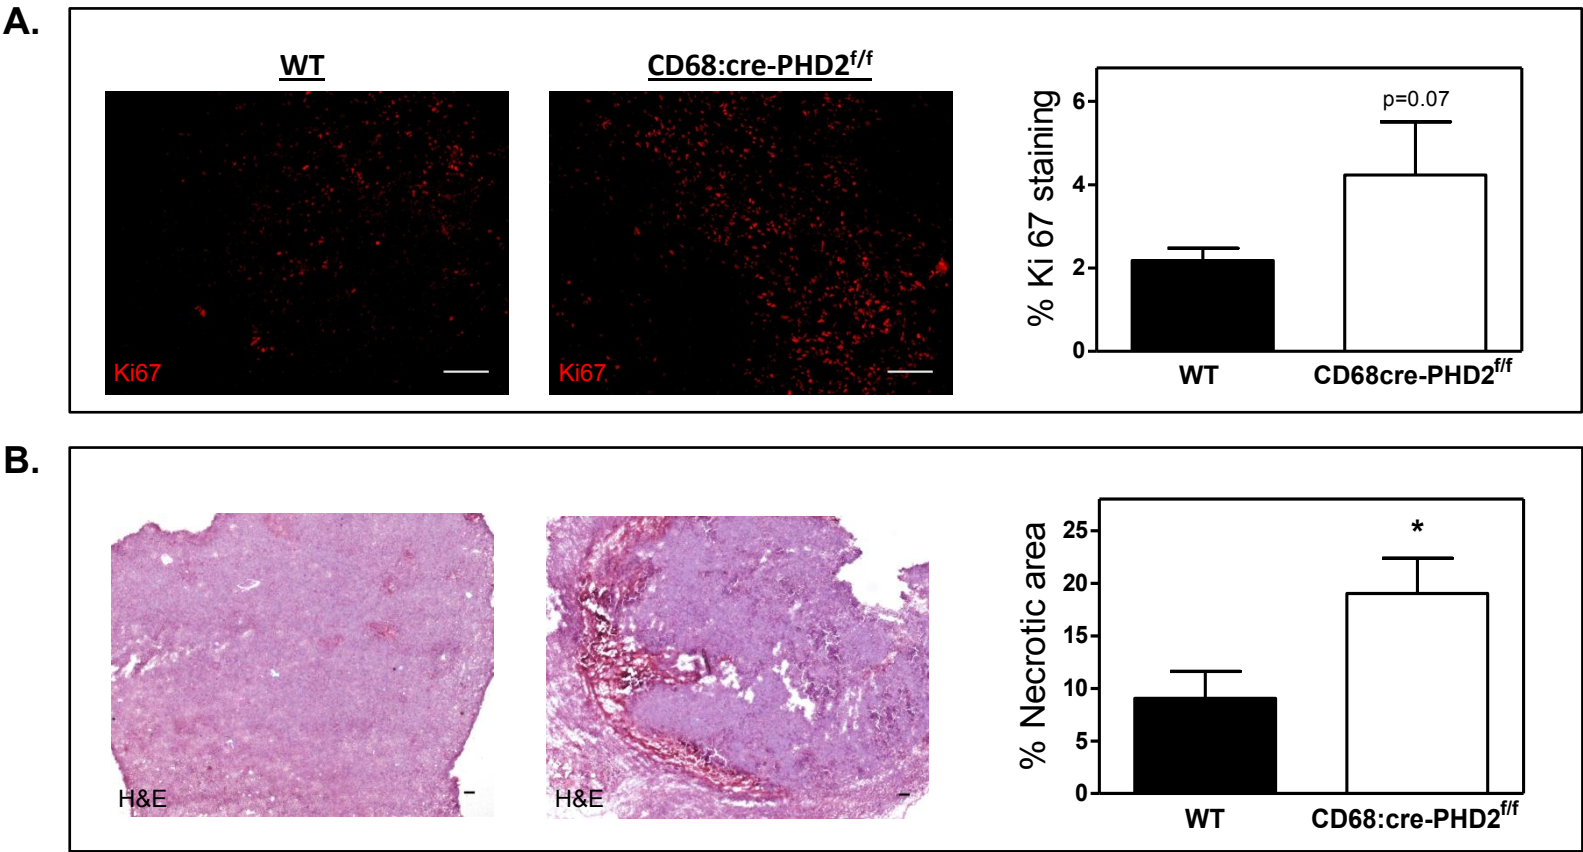 A.
WT
CD68:cre-PHD2f/f
Ki67
Ki67
% Ki 67 staining
6
4
2
0
p=0.07
WT
CD68cre-PHD2f/f
B.
H&E
H&E
% Necrotic area
25
20
15
10
5
0
*
WT
CD68:cre-PHD2f/f